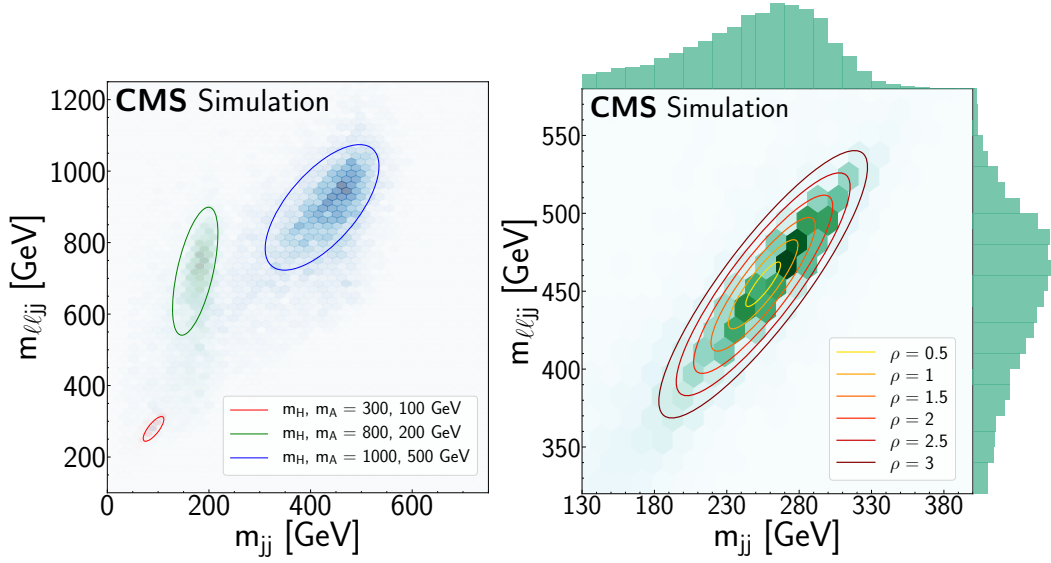 CMS Simulation
1200
1000
800
600
400
200
m_ℓℓjj [GeV]
m_H, m_A = 300, 100 GeV
m_H, m_A = 800, 200 GeV
m_H, m_A = 1000, 500 GeV
0 200 400 600
m_jj [GeV]
CMS Simulation
550
500
450
400
350
m_ℓℓjj [GeV]
ρ = 0.5
ρ = 1
ρ = 1.5
ρ = 2
ρ = 2.5
ρ = 3
130 180 230 280 330 380
m_jj [GeV]